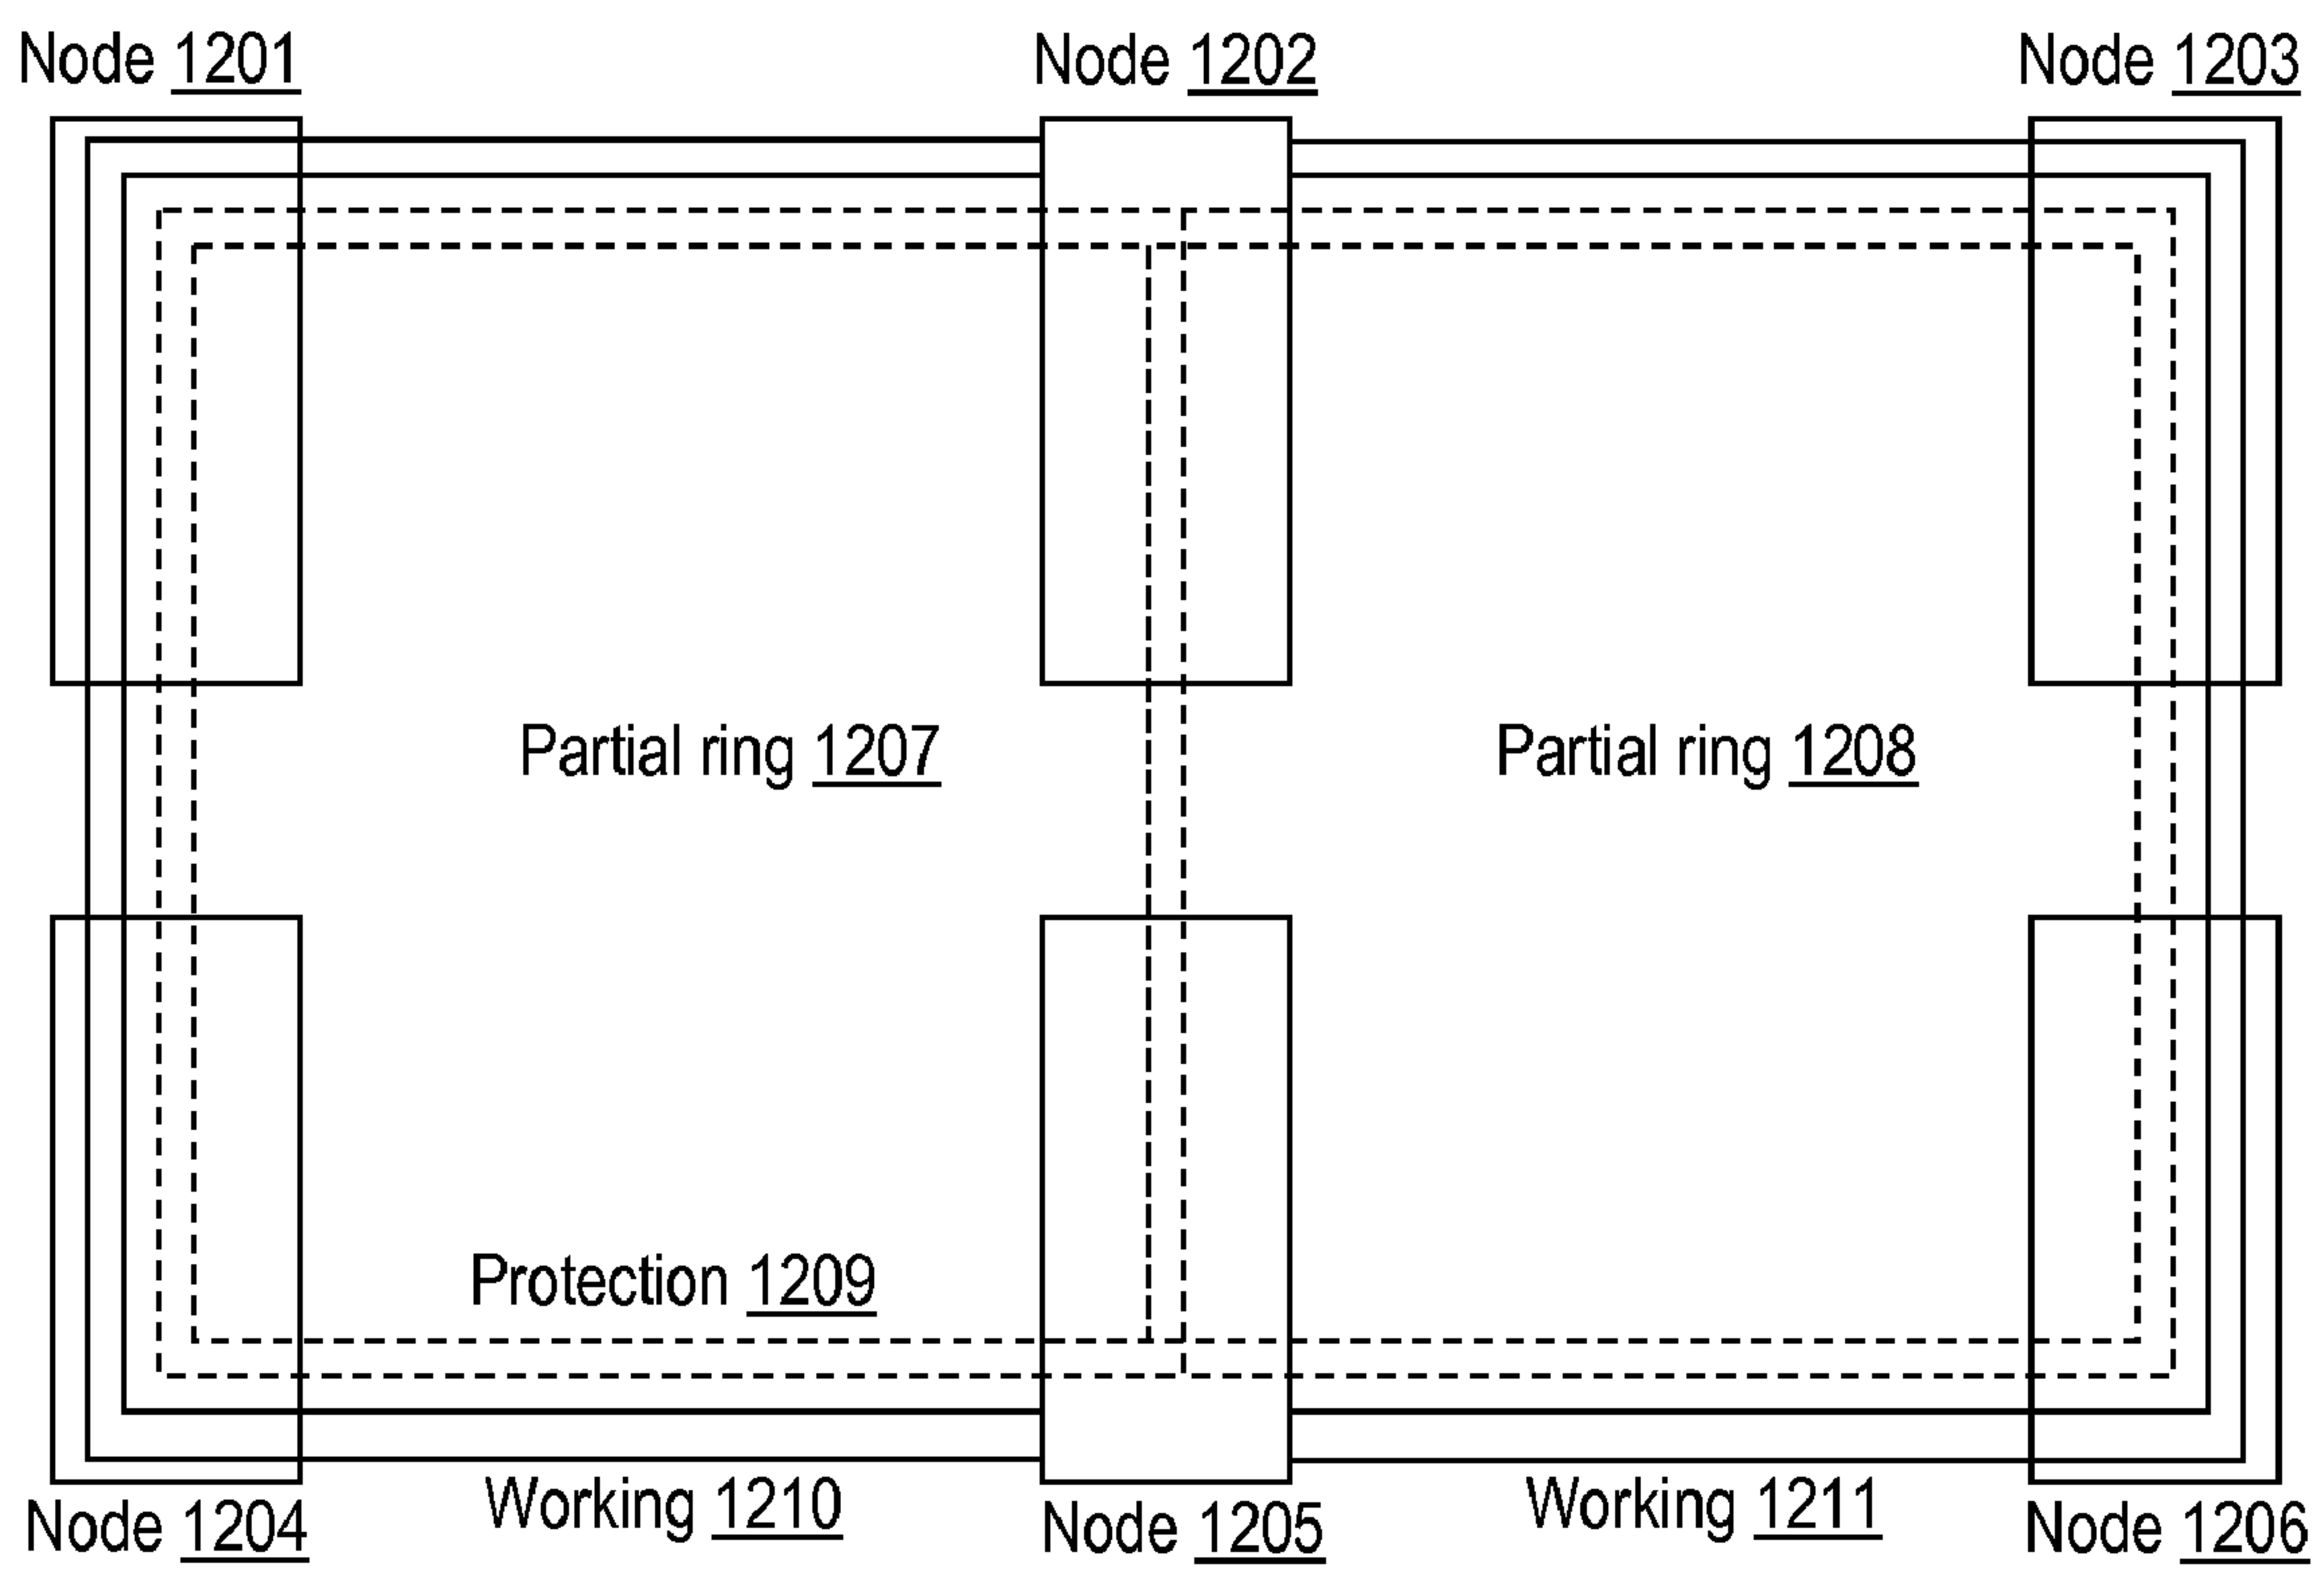 Node 1201
Node 1202
Node 1203
Partial ring 1207
Partial ring 1208
Protection 1209
Working 1210
Working 1211
Node 1204
Node 1205
Node 1206